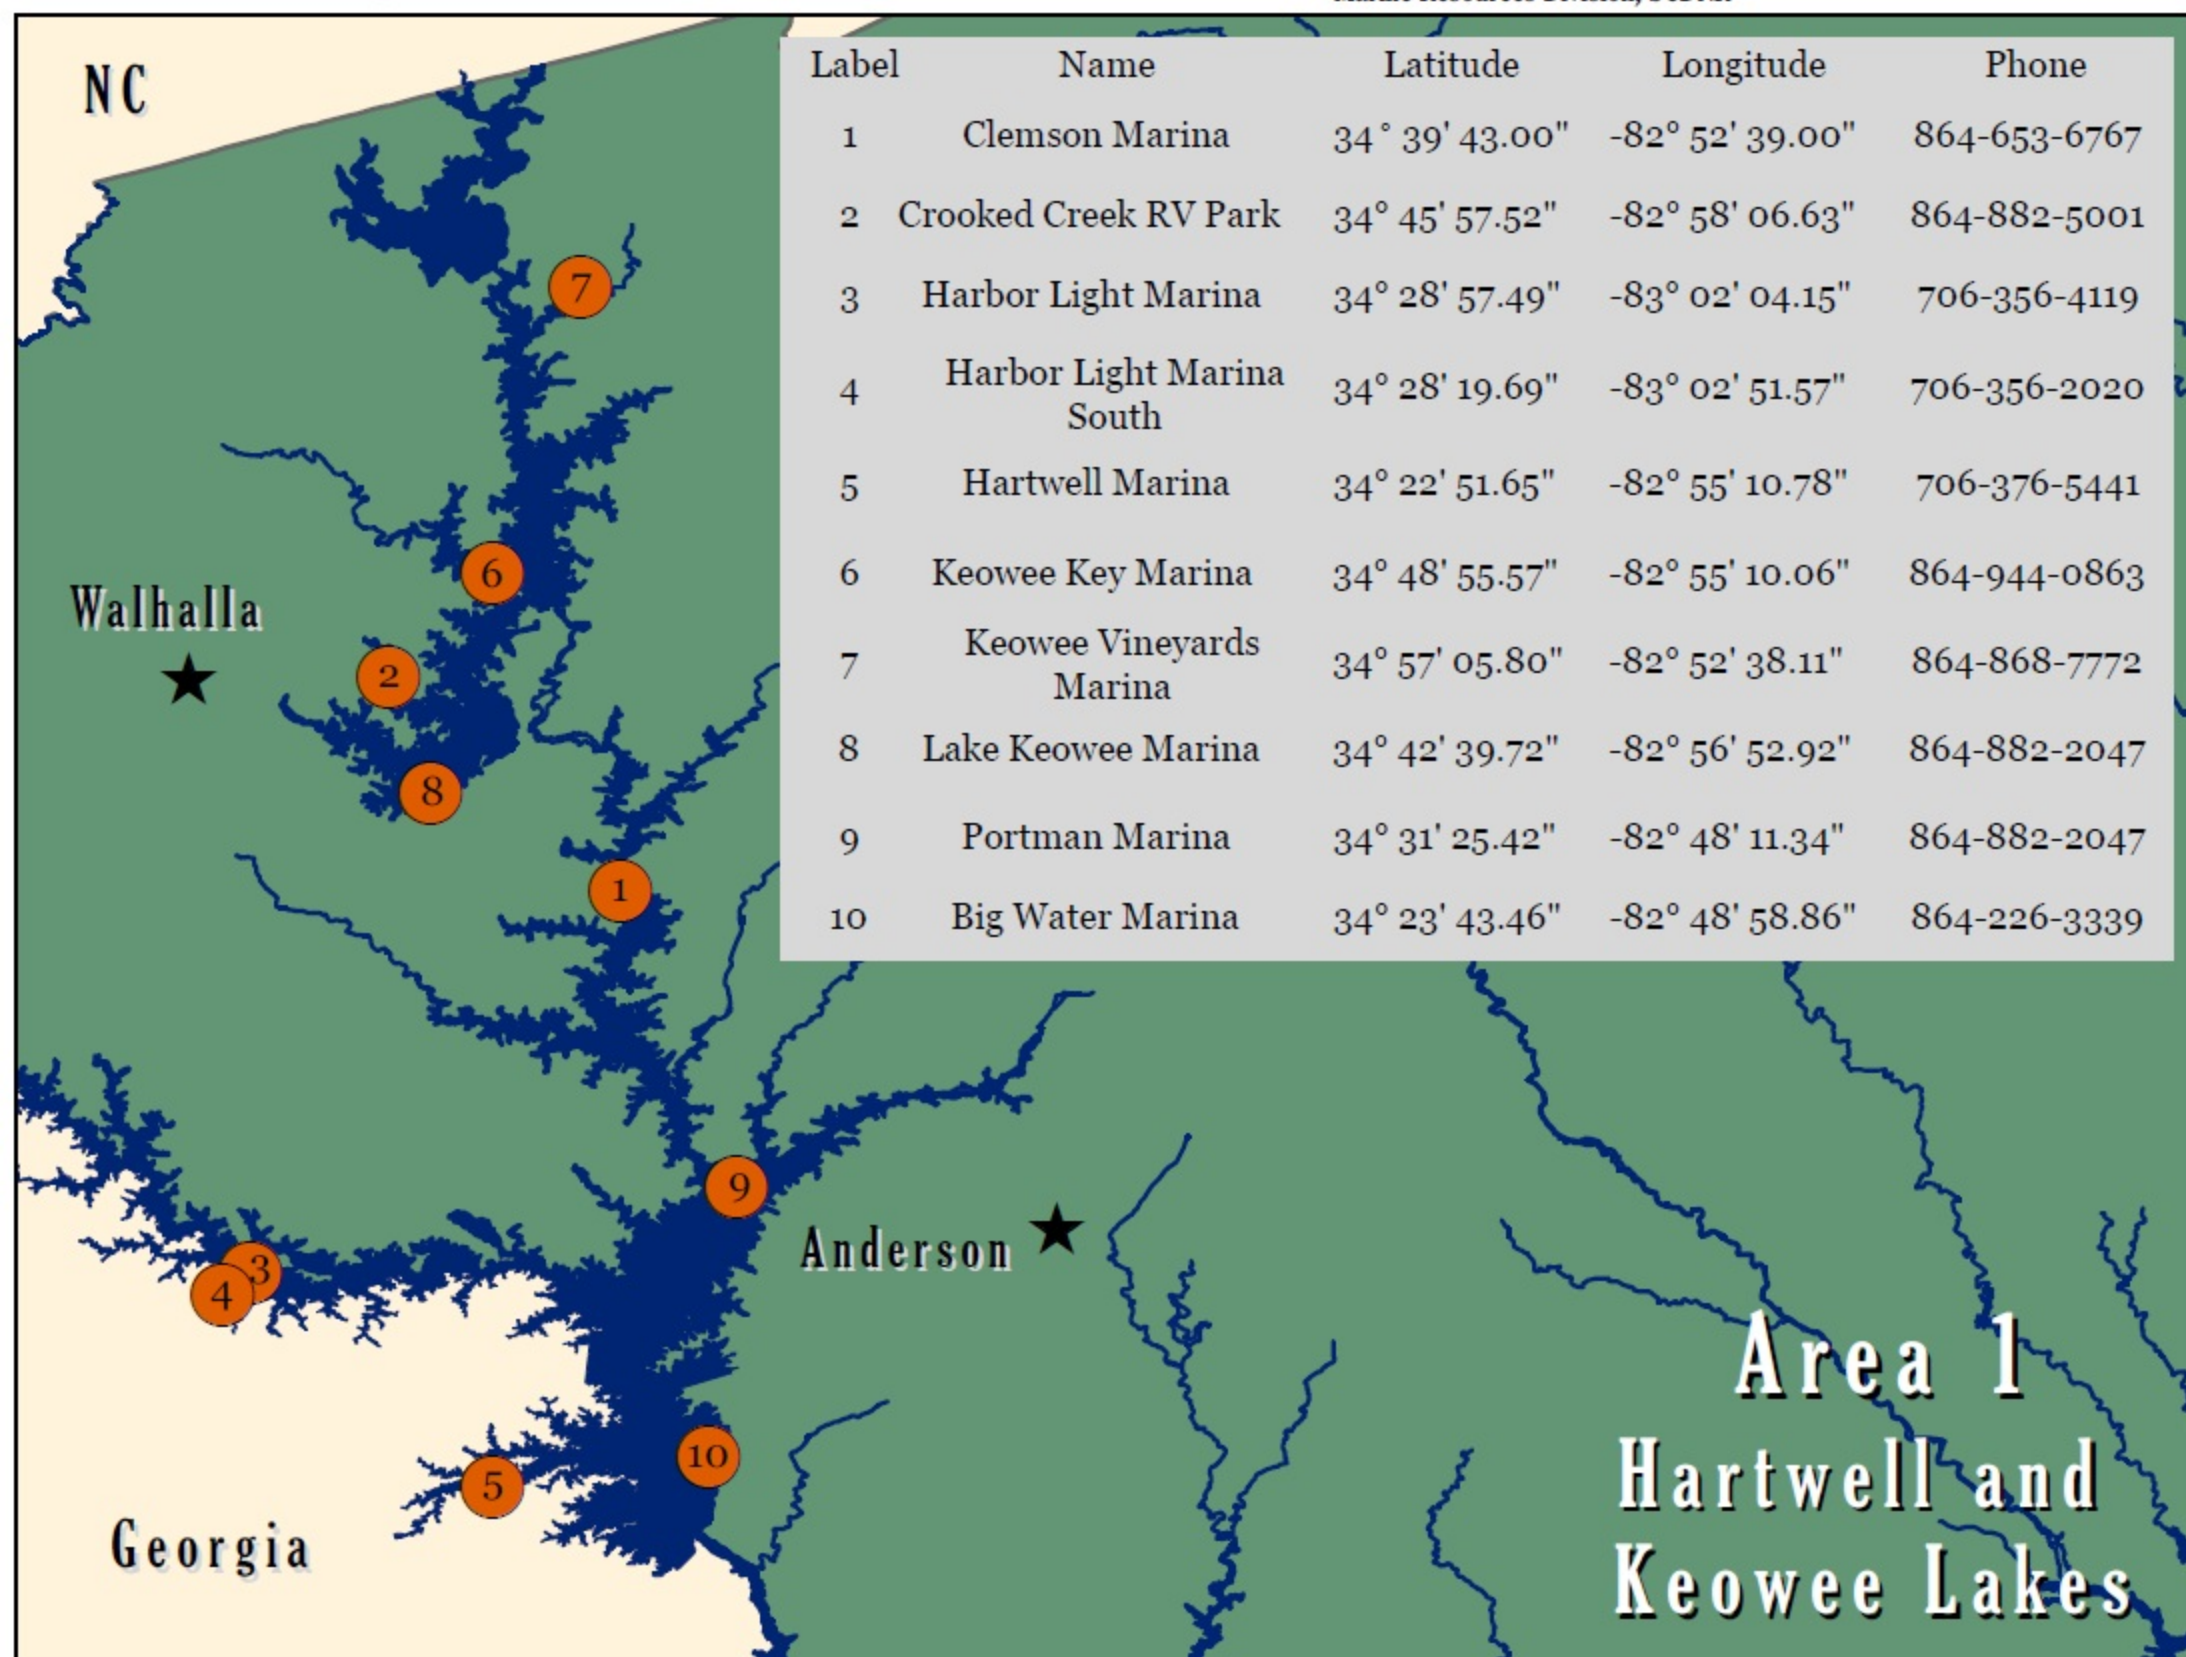 NC
Label Name Latitude Longitude Phone
1 Clemson Marina 34° 39' 43.00" -82° 52' 39.00" 864-653-6767
2 Crooked Creek RV Park 34° 45' 57.52" -82° 58' 06.63" 864-882-5001
3 Harbor Light Marina 34° 28' 57.49" -83° 02' 04.15" 706-356-4119
4 Harbor Light Marina South 34° 28' 19.69" -83° 02' 51.57" 706-356-2020
5 Hartwell Marina 34° 22' 51.65" -82° 55' 10.78" 706-376-5441
6 Keowee Key Marina 34° 48' 55.57" -82° 55' 10.06" 864-944-0863
7 Keowee Vineyards Marina 34° 57' 05.80" -82° 52' 38.11" 864-868-7772
8 Lake Keowee Marina 34° 42' 39.72" -82° 56' 52.92" 864-882-2047
9 Portman Marina 34° 31' 25.42" -82° 48' 11.34" 864-882-2047
10 Big Water Marina 34° 23' 43.46" -82° 48' 58.86" 864-226-3339
7
6
Walhalla
2
8
1
9
Anderson
3
4
10
5
Georgia
Area 1
Hartwell and
Keowee Lakes